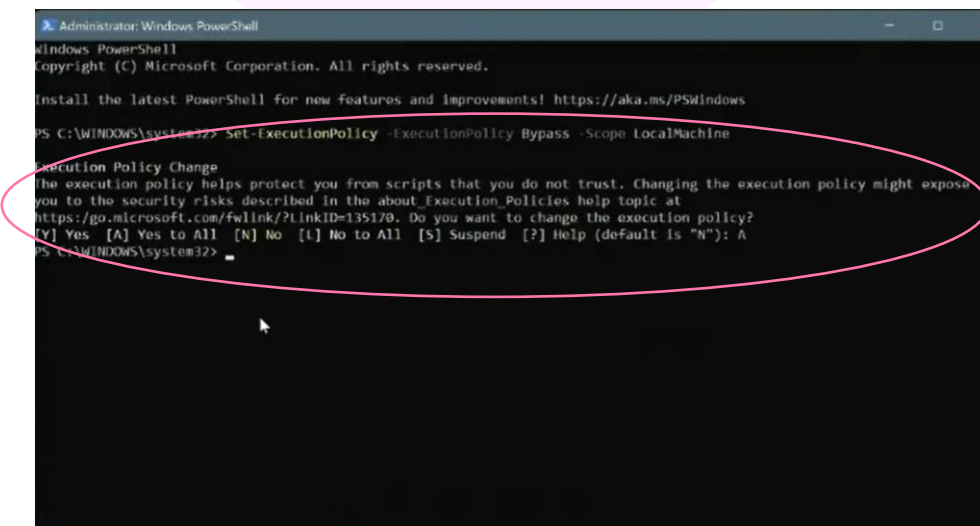 Administrator: Windows PowerShell
Windows PowerShell
Copyright (C) Microsoft Corporation. All rights reserved.
Install the latest PowerShell for new features and improvements! https://aka.ms/PSWindows
PS C:\WINDOWS\system32> Set-ExecutionPolicy -ExecutionPolicy Bypass -Scope LocalMachine
Execution Policy Change
The execution policy helps protect you from scripts that you do not trust. Changing the execution policy might expose
you to the security risks described in the about_Execution_Policies help topic at
https:/go.microsoft.com/fwlink/?LinkID=135170. Do you want to change the execution policy?
[Y] Yes [A] Yes to All [N] No [L] No to All [S] Suspend [?] Help (default is "N"): A
PS C:\WINDOWS\system32>